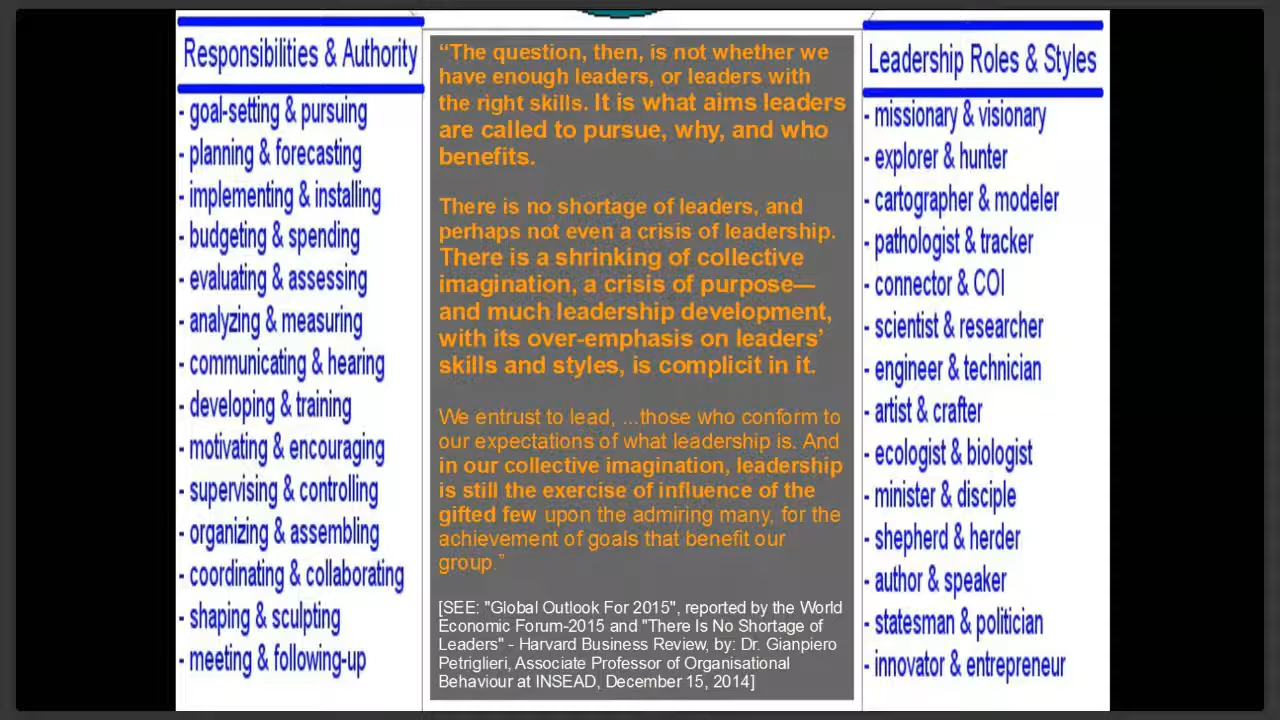 Responsibilities & Authority
- goal-setting & pursuing
- planning & forecasting
- implementing & installing
- budgeting & spending
- evaluating & assessing
- analyzing & measuring
- communicating & hearing
- developing & training
- motivating & encouraging
- supervising & controlling
- organizing & assembling
- coordinating & collaborating
- shaping & sculpting
- meeting & following-up
“The question, then, is not whether we
have enough leaders, or leaders with
the right skills. It is what aims leaders
are called to pursue, why, and who
benefits.
There is no shortage of leaders, and
perhaps not even a crisis of leadership.
There is a shrinking of collective
imagination, a crisis of purpose—
and much leadership development,
with its over-emphasis on leaders’
skills and styles, is complicit in it.
We entrust to lead, ...those who conform to
our expectations of what leadership is. And
in our collective imagination, leadership
is still the exercise of influence of the
gifted few upon the admiring many, for the
achievement of goals that benefit our
group.”
[SEE: "Global Outlook For 2015", reported by the World
Economic Forum-2015 and "There Is No Shortage of
Leaders" - Harvard Business Review, by: Dr. Gianpiero
Petriglieri, Associate Professor of Organisational
Behaviour at INSEAD, December 15, 2014]
Leadership Roles & Styles
- missionary & visionary
- explorer & hunter
- cartographer & modeler
- pathologist & tracker
- connector & COI
- scientist & researcher
- engineer & technician
- artist & crafter
- ecologist & biologist
- minister & disciple
- shepherd & herder
- author & speaker
- statesman & politician
- innovator & entrepreneur